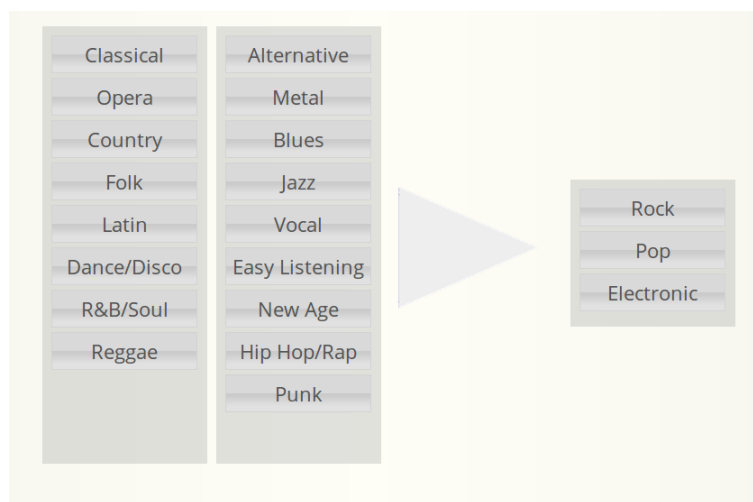 Classical
Opera
Country
Folk
Latin
Dance/Disco
R&B/Soul
Reggae
Alternative
Metal
Blues
Jazz
Vocal
Easy Listening
New Age
Hip Hop/Rap
Punk
Rock
Pop
Electronic